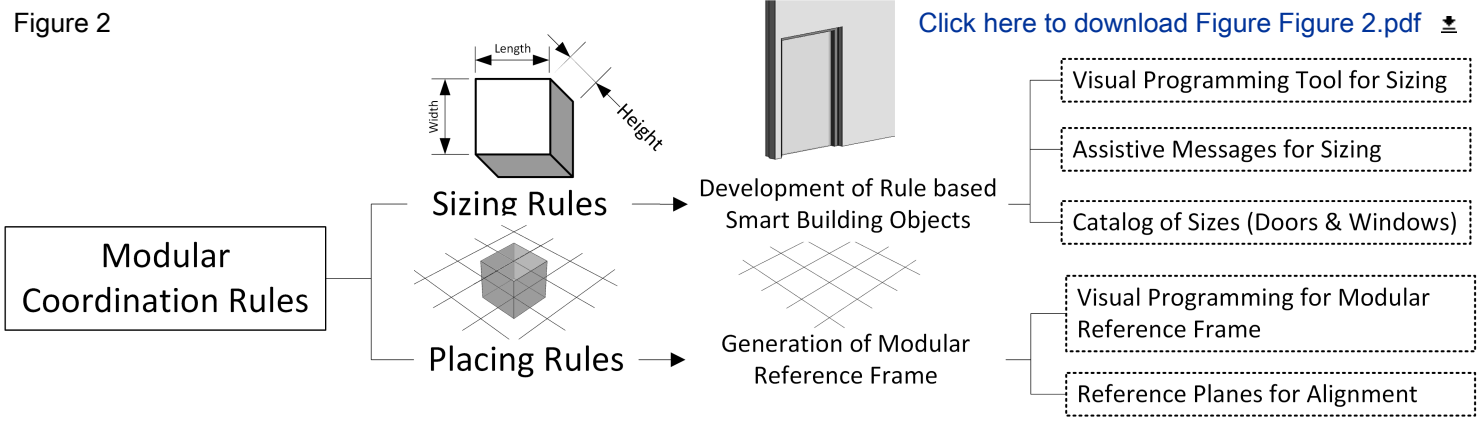 Figure 2
Click here to download Figure Figure 2.pdf
Length
Width
Height
Modular
Coordination Rules
Sizing Rules
Development of Rule based
Smart Building Objects
Visual Programming Tool for Sizing
Assistive Messages for Sizing
Catalog of Sizes (Doors & Windows)
Placing Rules
Generation of Modular
Reference Frame
Visual Programming for Modular
Reference Frame
Reference Planes for Alignment